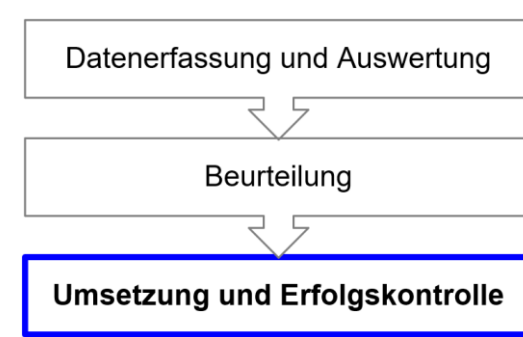 Datenerfassung und Auswertung
Beurteilung
Umsetzung und Erfolgskontrolle